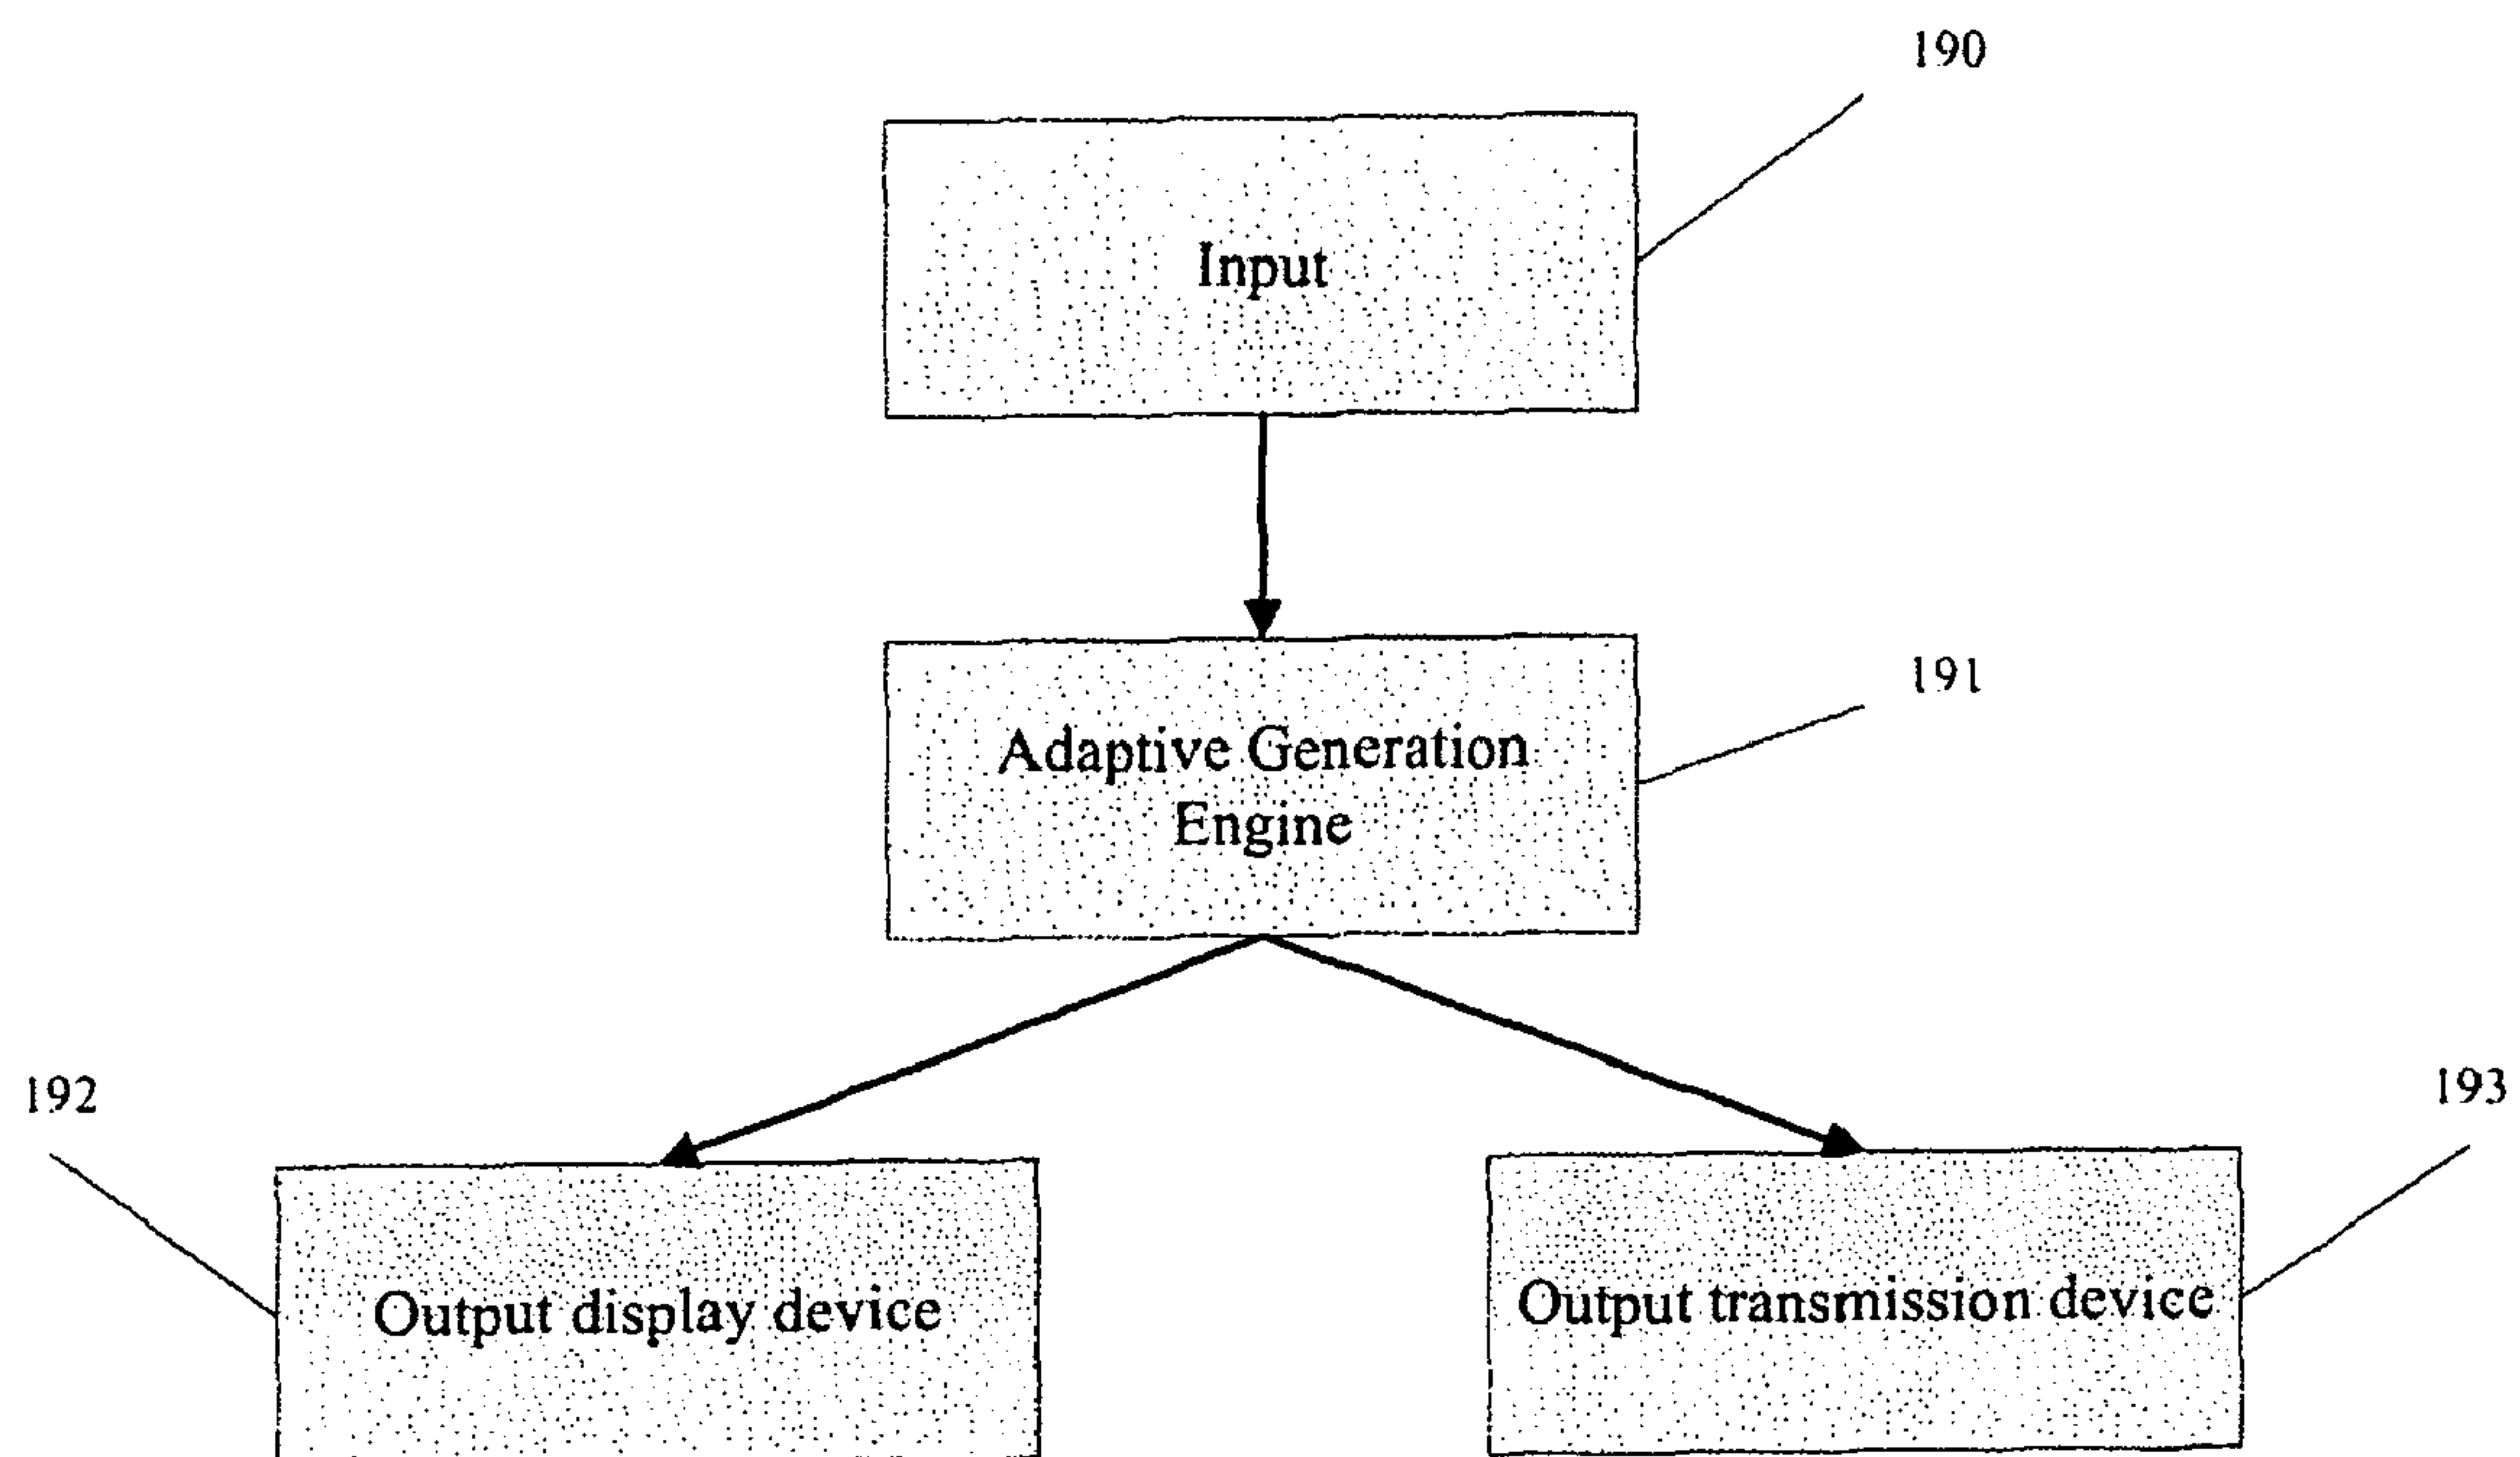 190
Input
191
Adaptive Generation
Engine
192
193
Output display device
Output transmission device